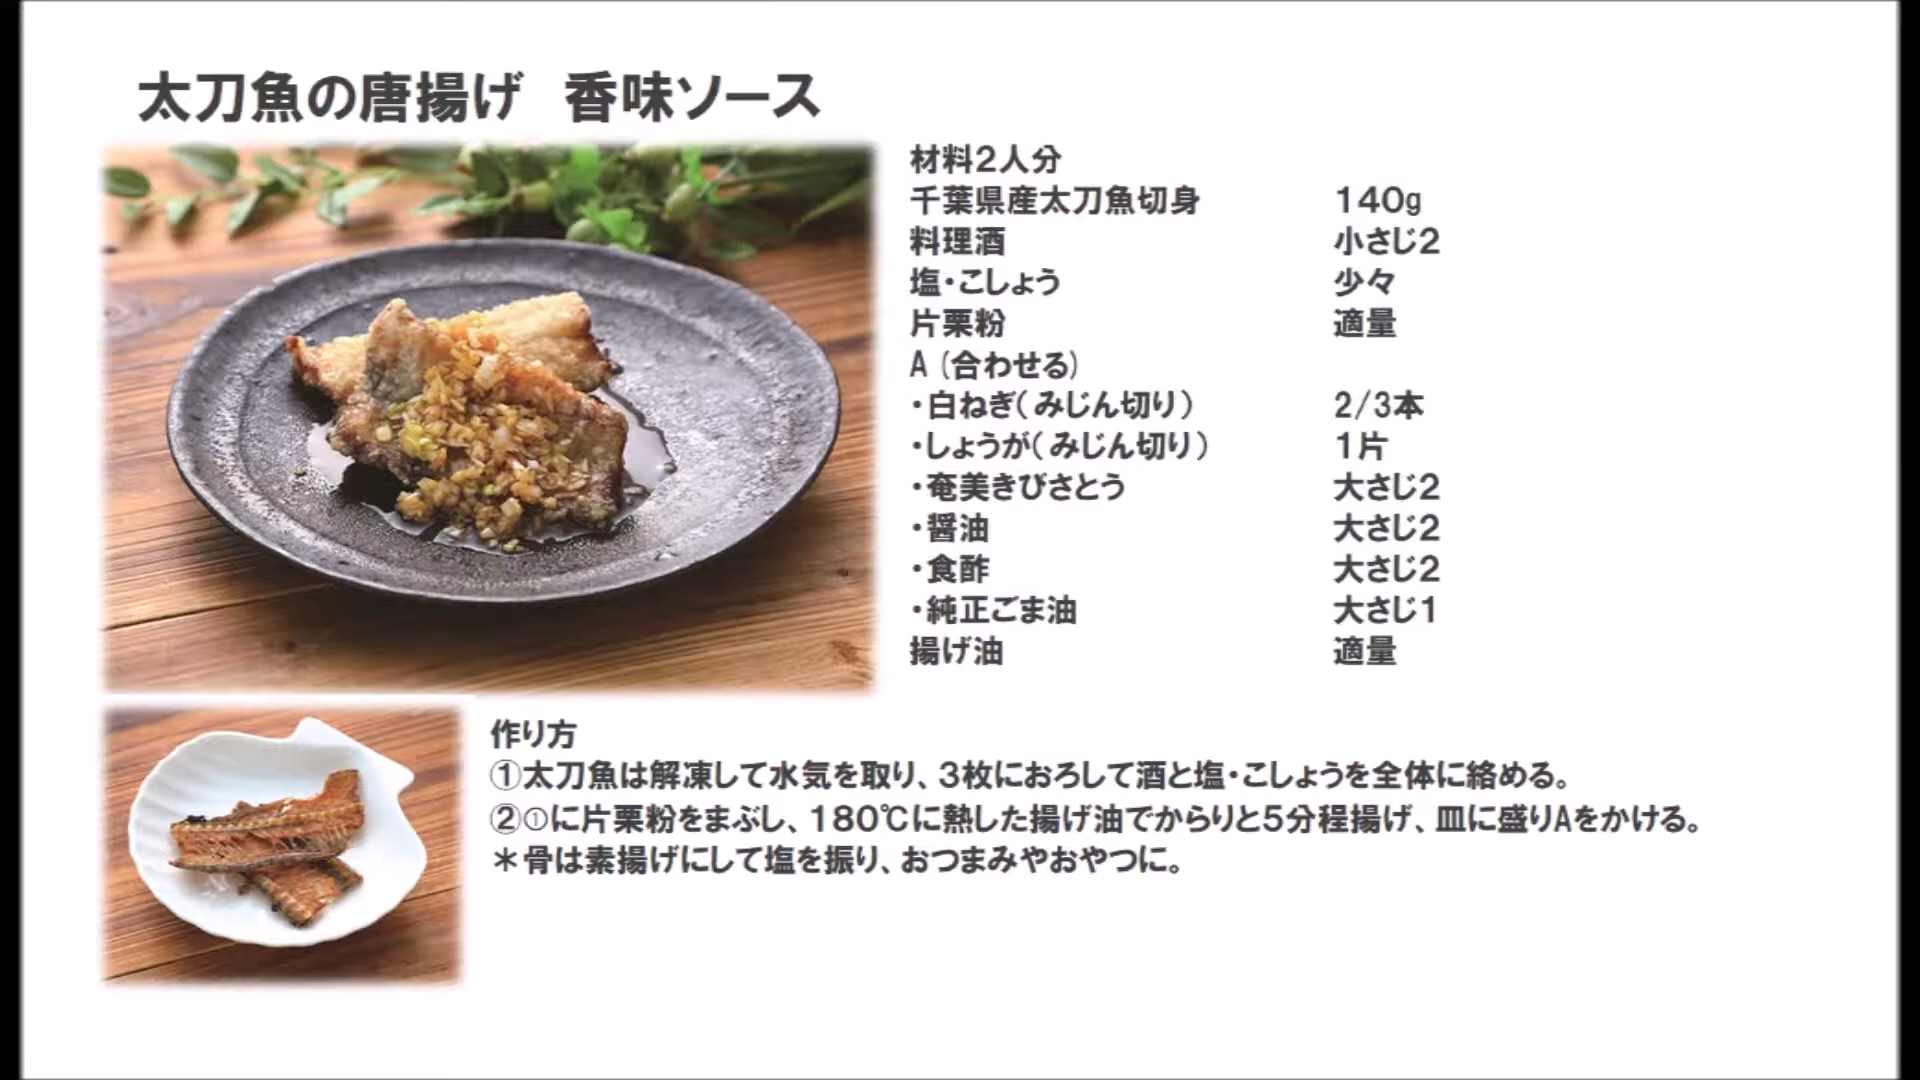 太刀魚の唐揚げ　香味ソース
材料２人分
千葉県産太刀魚切身　１４０g
料理酒　小さじ２
塩・こしょう　少々
片栗粉　適量
A（合わせる）
・白ねぎ（みじん切り）　2/3本
・しょうが（みじん切り）　１片
・奄美きびさとう　大さじ２
・醤油　大さじ２
・食酢　大さじ２
・純正ごま油　大さじ１
揚げ油　適量
作り方
①太刀魚は解凍して水気を取り、３枚におろして酒と塩・こしょうを全体に絡める。
②①に片栗粉をまぶし、１８０℃に熱した揚げ油でからりと５分程揚げ、皿に盛りAをかける。
＊骨は素揚げにして塩を振り、おつまみやおやつに。